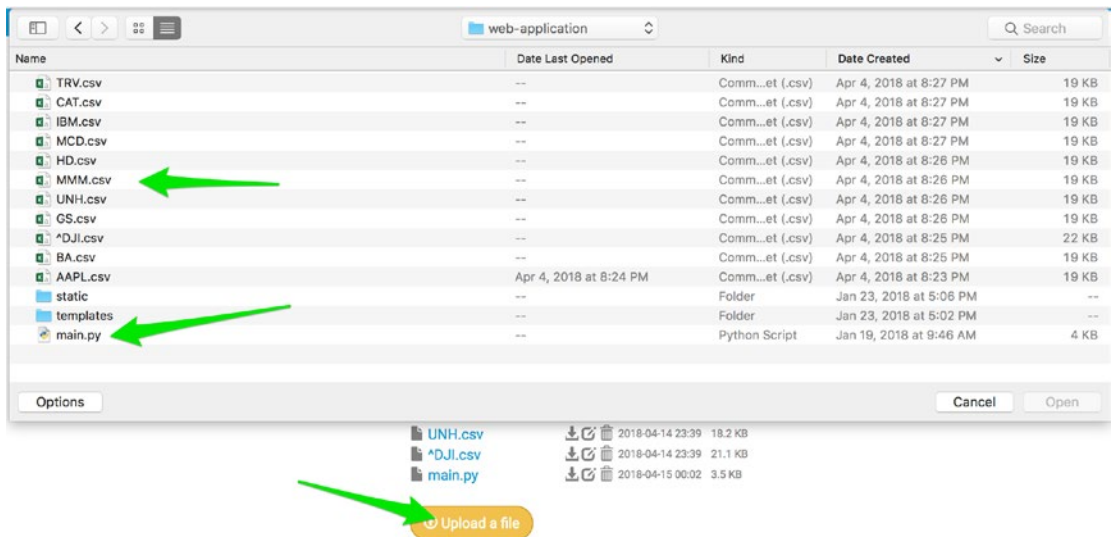 web-application Search
Name Date Last Opened Kind Date Created Size
TRV.csv -- Comm...et (.csv) Apr 4, 2018 at 8:27 PM 19 KB
CAT.csv -- Comm...et (.csv) Apr 4, 2018 at 8:27 PM 19 KB
IBM.csv -- Comm...et (.csv) Apr 4, 2018 at 8:27 PM 19 KB
MCD.csv -- Comm...et (.csv) Apr 4, 2018 at 8:27 PM 19 KB
HD.csv -- Comm...et (.csv) Apr 4, 2018 at 8:26 PM 19 KB
MMM.csv -- Comm...et (.csv) Apr 4, 2018 at 8:26 PM 19 KB
UNH.csv -- Comm...et (.csv) Apr 4, 2018 at 8:26 PM 19 KB
GS.csv -- Comm...et (.csv) Apr 4, 2018 at 8:26 PM 19 KB
^DJI.csv -- Comm...et (.csv) Apr 4, 2018 at 8:25 PM 22 KB
BA.csv -- Comm...et (.csv) Apr 4, 2018 at 8:25 PM 19 KB
AAPL.csv Apr 4, 2018 at 8:24 PM Comm...et (.csv) Apr 4, 2018 at 8:23 PM 19 KB
static -- Folder Jan 23, 2018 at 5:06 PM --
templates -- Folder Jan 23, 2018 at 5:02 PM --
main.py -- Python Script Jan 19, 2018 at 9:46 AM 4 KB
Options Cancel Open
UNH.csv 2018-04-14 23:39 18.2 KB
^DJI.csv 2018-04-14 23:39 21.1 KB
main.py 2018-04-15 00:02 3.5 KB
Upload a file